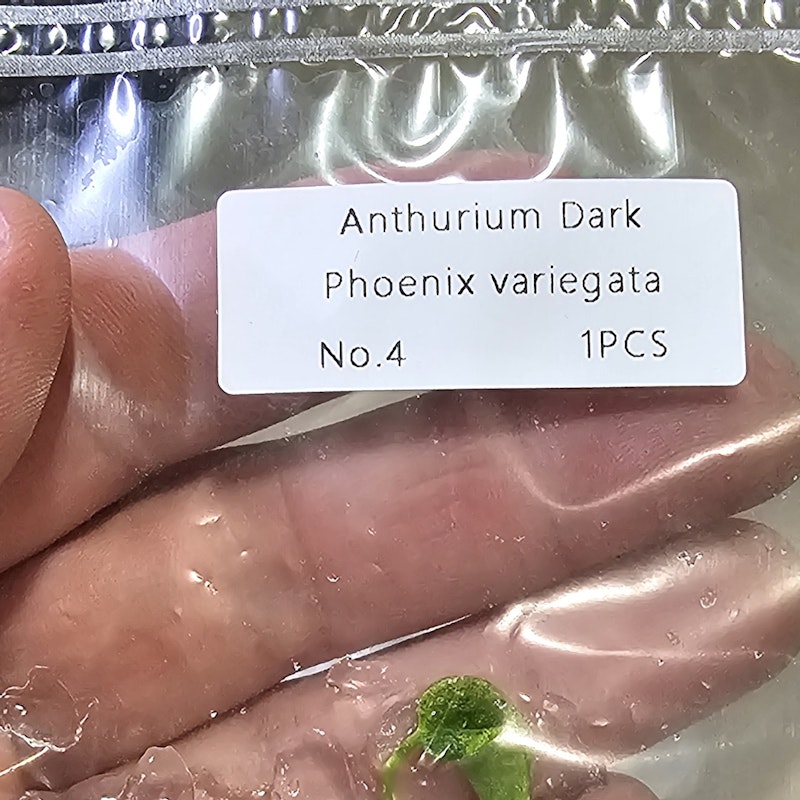 Anthurium Dark
Phoenix variegata
No.4 1PCS